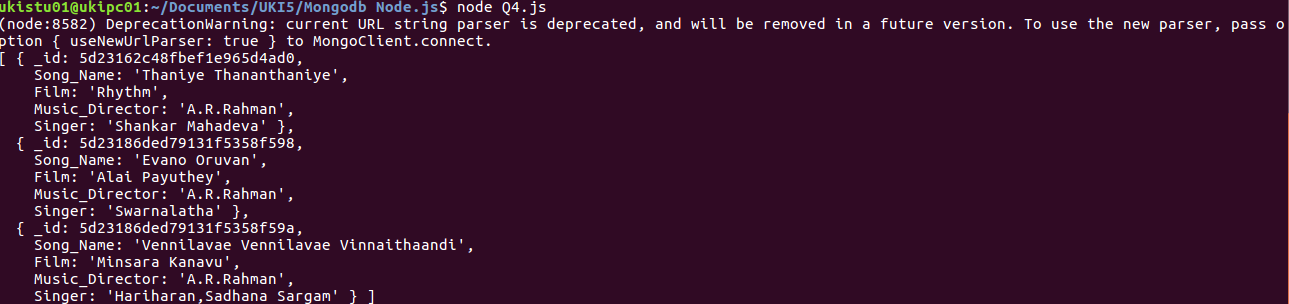 ukistu01@ukipc01:~/Documents/UKI5/Mongodb Node.js$ node Q4.js
(node:8582) DeprecationWarning: current URL string parser is deprecated, and will be removed in a future version. To use the new parser, pass o
ption { useNewUrlParser: true } to MongoClient.connect.
[ { _id: 5d23162c48fbef1e965d4ad0,
    Song_Name: 'Thaniye Thananthaniye',
    Film: 'Rhythm',
    Music_Director: 'A.R.Rahman',
    Singer: 'Shankar Mahadeva' },
  { _id: 5d23186ded79131f5358f598,
    Song_Name: 'Evano Oruvan',
    Film: 'Alai Payuthey',
    Music_Director: 'A.R.Rahman',
    Singer: 'Swarnalatha' },
  { _id: 5d23186ded79131f5358f59a,
    Song_Name: 'Vennilavae Vennilavae Vinnaithaandi',
    Film: 'Minsara Kanavu',
    Music_Director: 'A.R.Rahman',
    Singer: 'Hariharan,Sadhana Sargam' } ]